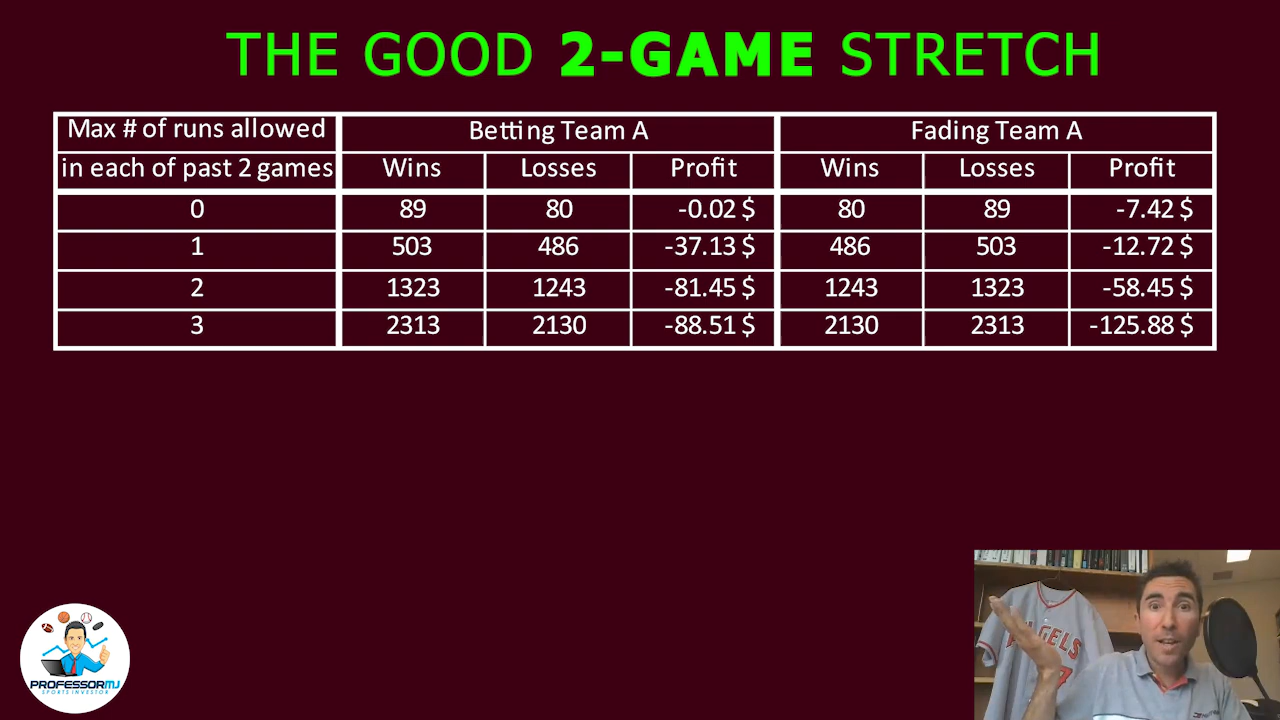 THE GOOD 2-GAME STRETCH
Max # of runs allowed Betting Team A Fading Team A
in each of past 2 games Wins Losses Profit Wins Losses Profit
0 89 80 -0.02 $ 80 89 -7.42 $
1 503 486 -37.13 $ 486 503 -12.72 $
2 1323 1243 -81.45 $ 1243 1323 -58.45 $
3 2313 2130 -88.51 $ 2130 2313 -125.88 $
ANGELS
PROFESSORMJ
SPORTS INVESTOR